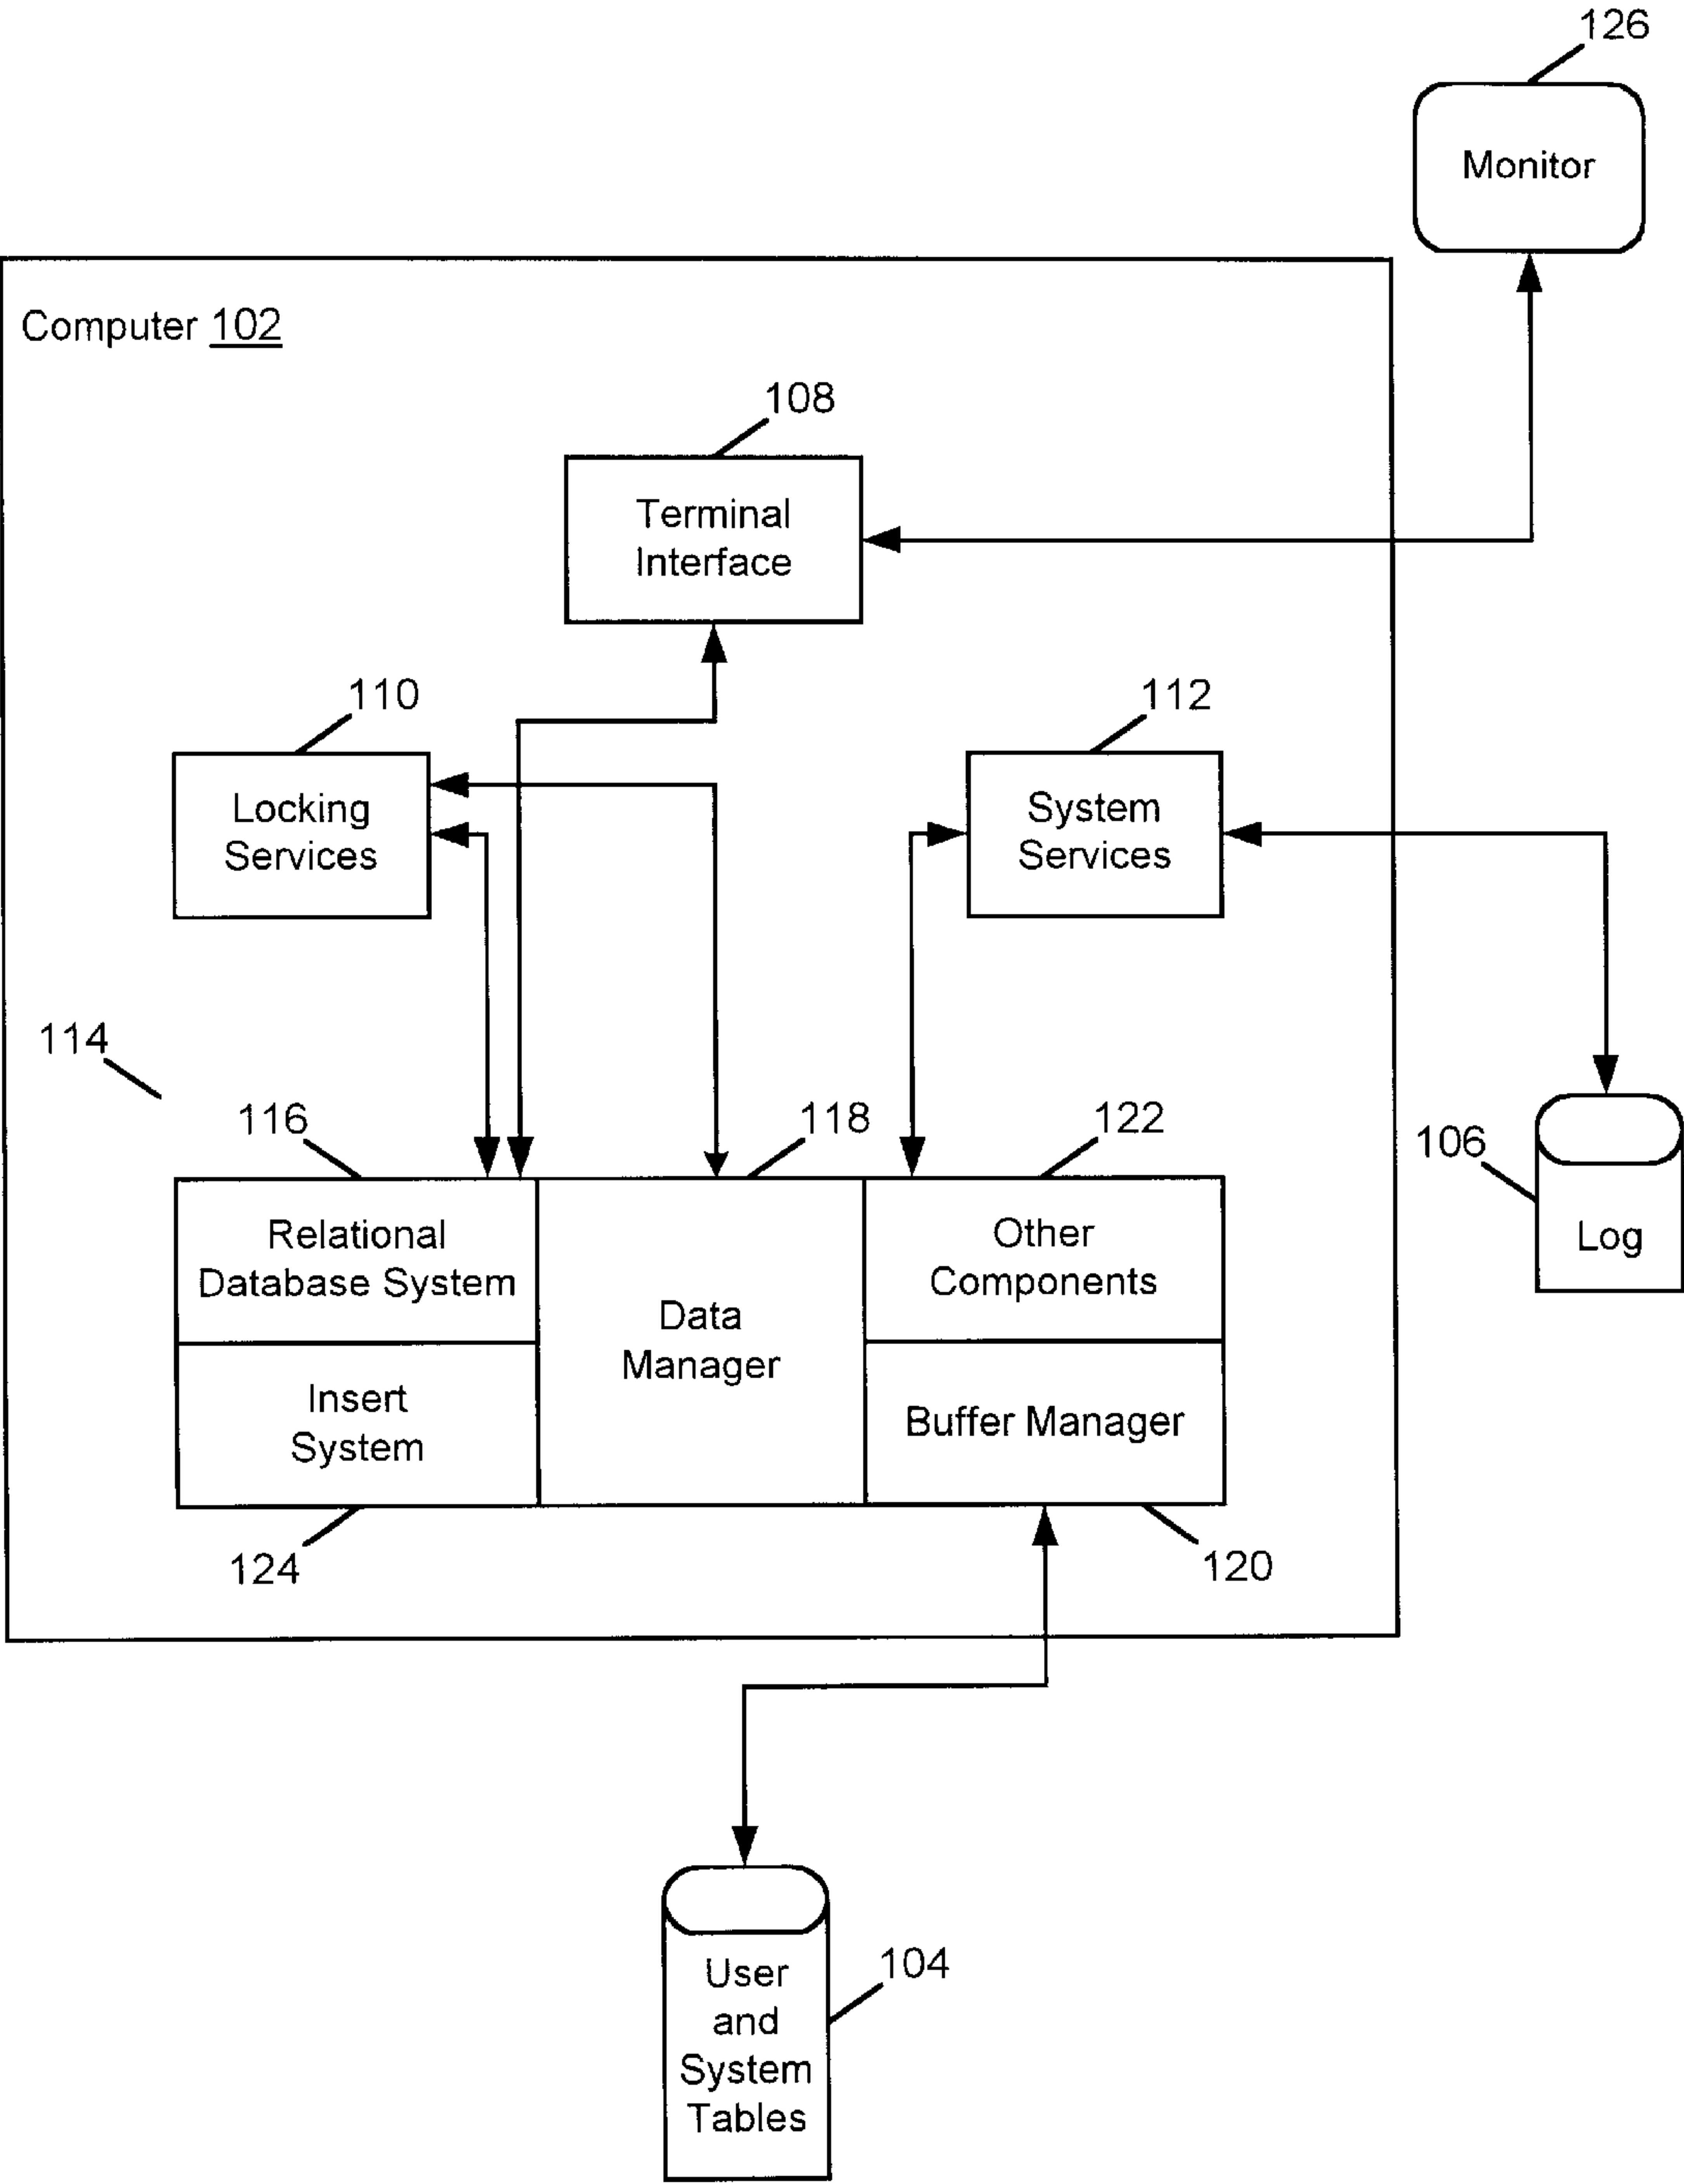 126
Monitor
Computer 102
108
Terminal
Interface
110
112
Locking
Services
System
Services
114
116
118
122
106
Relational
Database System
Data
Manager
Other
Components
Log
Insert
System
Buffer Manager
124
120
104
User
and
System
Tables